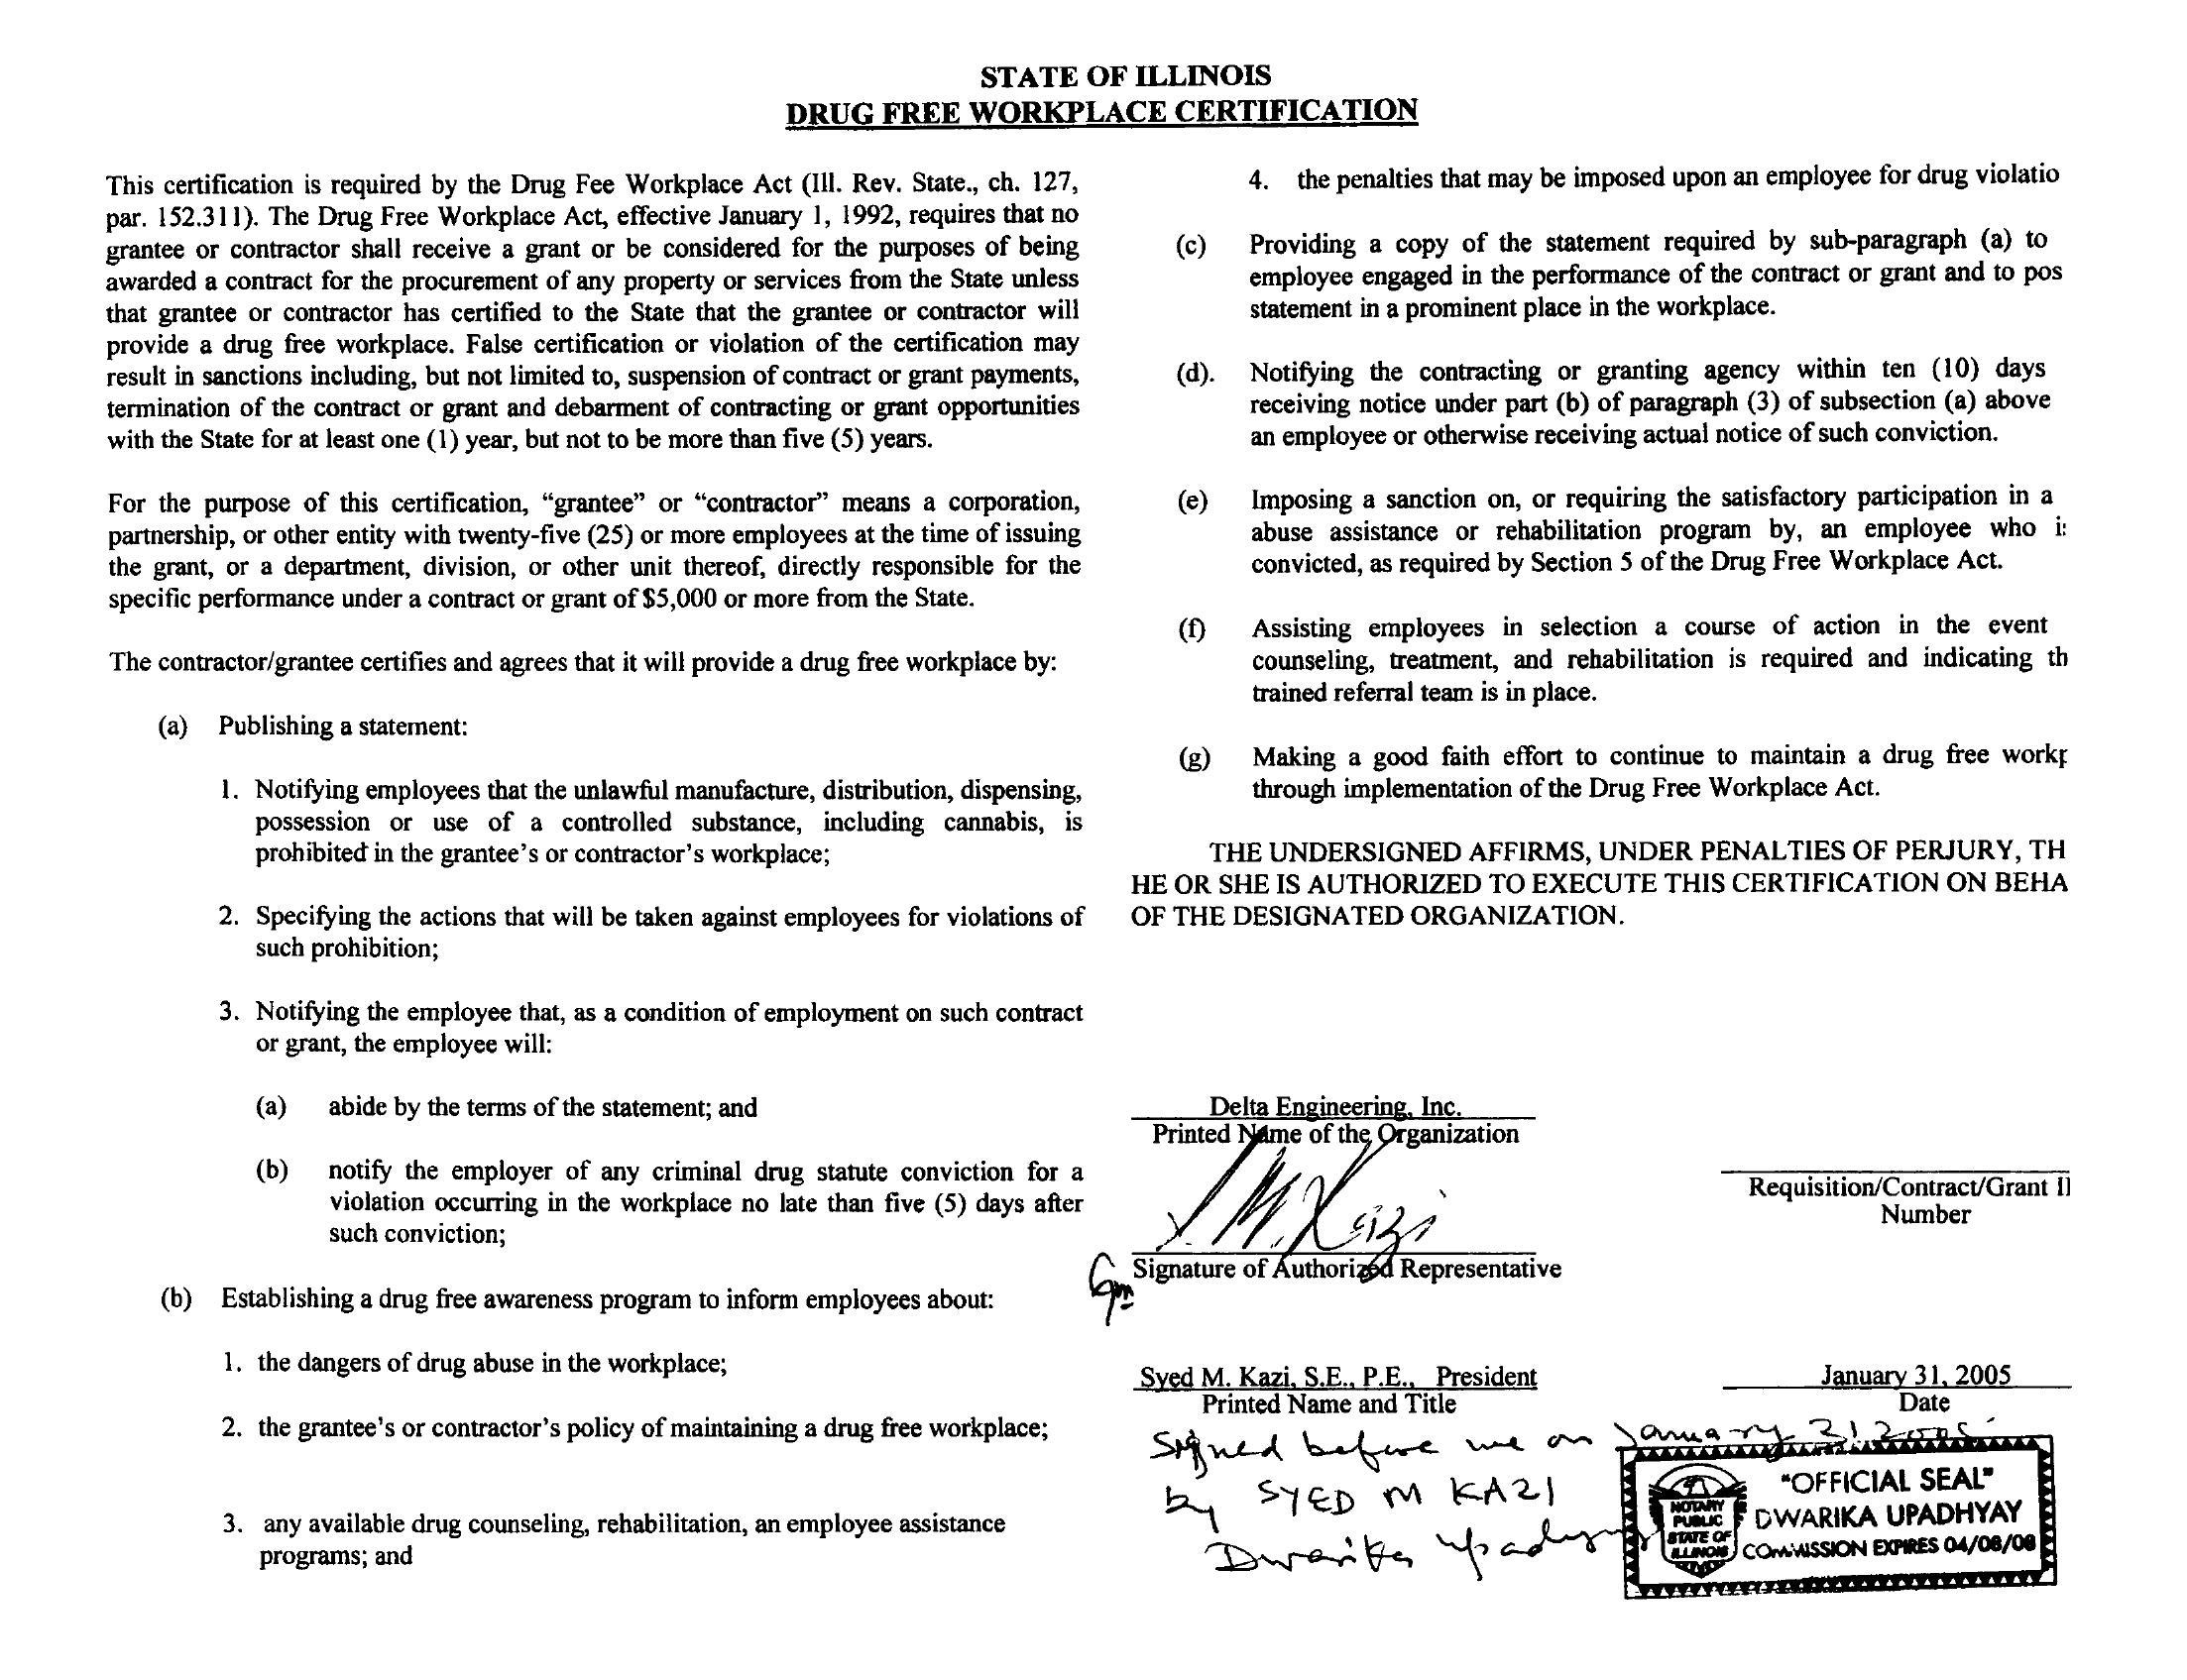 STATE OF ILLINOIS
DRUG FREE WORKPLACE CERTIFICATION
This certification is required by the Drug Fee Workplace Act (Ill. Rev. State., ch. 127,
par. 152.311). The Drug Free Workplace Act, effective January 1, 1992, requires that no
grantee or contractor shall receive a grant or be considered for the purposes of being
awarded a contract for the procurement of any property or services from the State unless
that grantee or contractor has certified to the State that the grantee or contractor will
provide a drug free workplace. False certification or violation of the certification may
result in sanctions including, but not limited to, suspension of contract or grant payments,
termination of the contract or grant and debarment of contracting or grant opportunities
with the State for at least one (1) year, but not to be more than five (5) years.
For the purpose of this certification, “grantee” or “contractor” means a corporation,
partnership, or other entity with twenty-five (25) or more employees at the time of issuing
the grant, or a department, division, or other unit thereof, directly responsible for the
specific performance under a contract or grant of $5,000 or more from the State.
The contractor/grantee certifies and agrees that it will provide a drug free workplace by:
(a) Publishing a statement:
1. Notifying employees that the unlawful manufacture, distribution, dispensing,
possession or use of a controlled substance, including cannabis, is
prohibited in the grantee's or contractor's workplace;
2. Specifying the actions that will be taken against employees for violations of
such prohibition;
3. Notifying the employee that, as a condition of employment on such contract
or grant, the employee will:
(a) abide by the terms of the statement; and
(b) notify the employer of any criminal drug statute conviction for a
violation occurring in the workplace no late than five (5) days after
such conviction;
(b) Establishing a drug free awareness program to inform employees about:
1. the dangers of drug abuse in the workplace;
2. the grantee's or contractor's policy of maintaining a drug free workplace;
3. any available drug counseling, rehabilitation, an employee assistance
programs; and
4. the penalties that may be imposed upon an employee for drug violatio
(c) Providing a copy of the statement required by sub-paragraph (a) to
employee engaged in the performance of the contract or grant and to pos
statement in a prominent place in the workplace.
(d). Notifying the contracting or granting agency within ten (10) days
receiving notice under part (b) of paragraph (3) of subsection (a) above
an employee or otherwise receiving actual notice of such conviction.
(e) Imposing a sanction on, or requiring the satisfactory participation in a
abuse assistance or rehabilitation program by, an employee who i
convicted, as required by Section 5 of the Drug Free Workplace Act.
(f) Assisting employees in selection a course of action in the event
counseling, treatment, and rehabilitation is required and indicating th
trained referral team is in place.
(g) Making a good faith effort to continue to maintain a drug free work
through implementation of the Drug Free Workplace Act.
THE UNDERSIGNED AFFIRMS, UNDER PENALTIES OF PERJURY, TH
HE OR SHE IS AUTHORIZED TO EXECUTE THIS CERTIFICATION ON BEHA
OF THE DESIGNATED ORGANIZATION.
Delta Engineering, Inc.
Printed Name of the Organization
S. M. Kazi
Signature of Authorized Representative
Requisition/Contract/Grant I
Number
Syed M. Kazi, S.E., P.E., President
Printed Name and Title
January 31, 2005
Date
Signed before me on January 31 2005
by SYED M KAZI
Dwarika Upadhyay
"OFFICIAL SEAL"
DWARIKA UPADHYAY
COMMISSION EXPIRES 04/08/08
NOTARY
PUBLIC
STATE OF
ILLINOIS